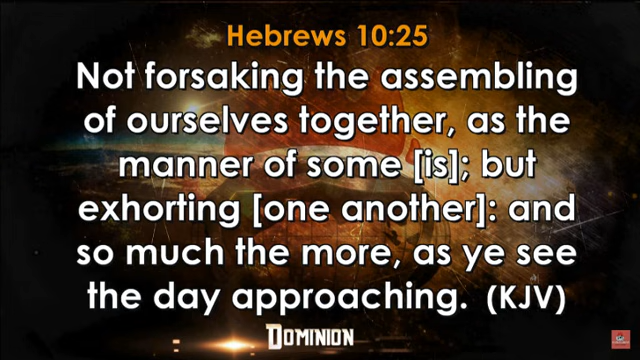 Hebrews 10:25
Not forsaking the assembling
of ourselves together, as the
manner of some [is]; but
exhorting [one another]: and
so much the more, as ye see
the day approaching. (KJV)
DOMINION